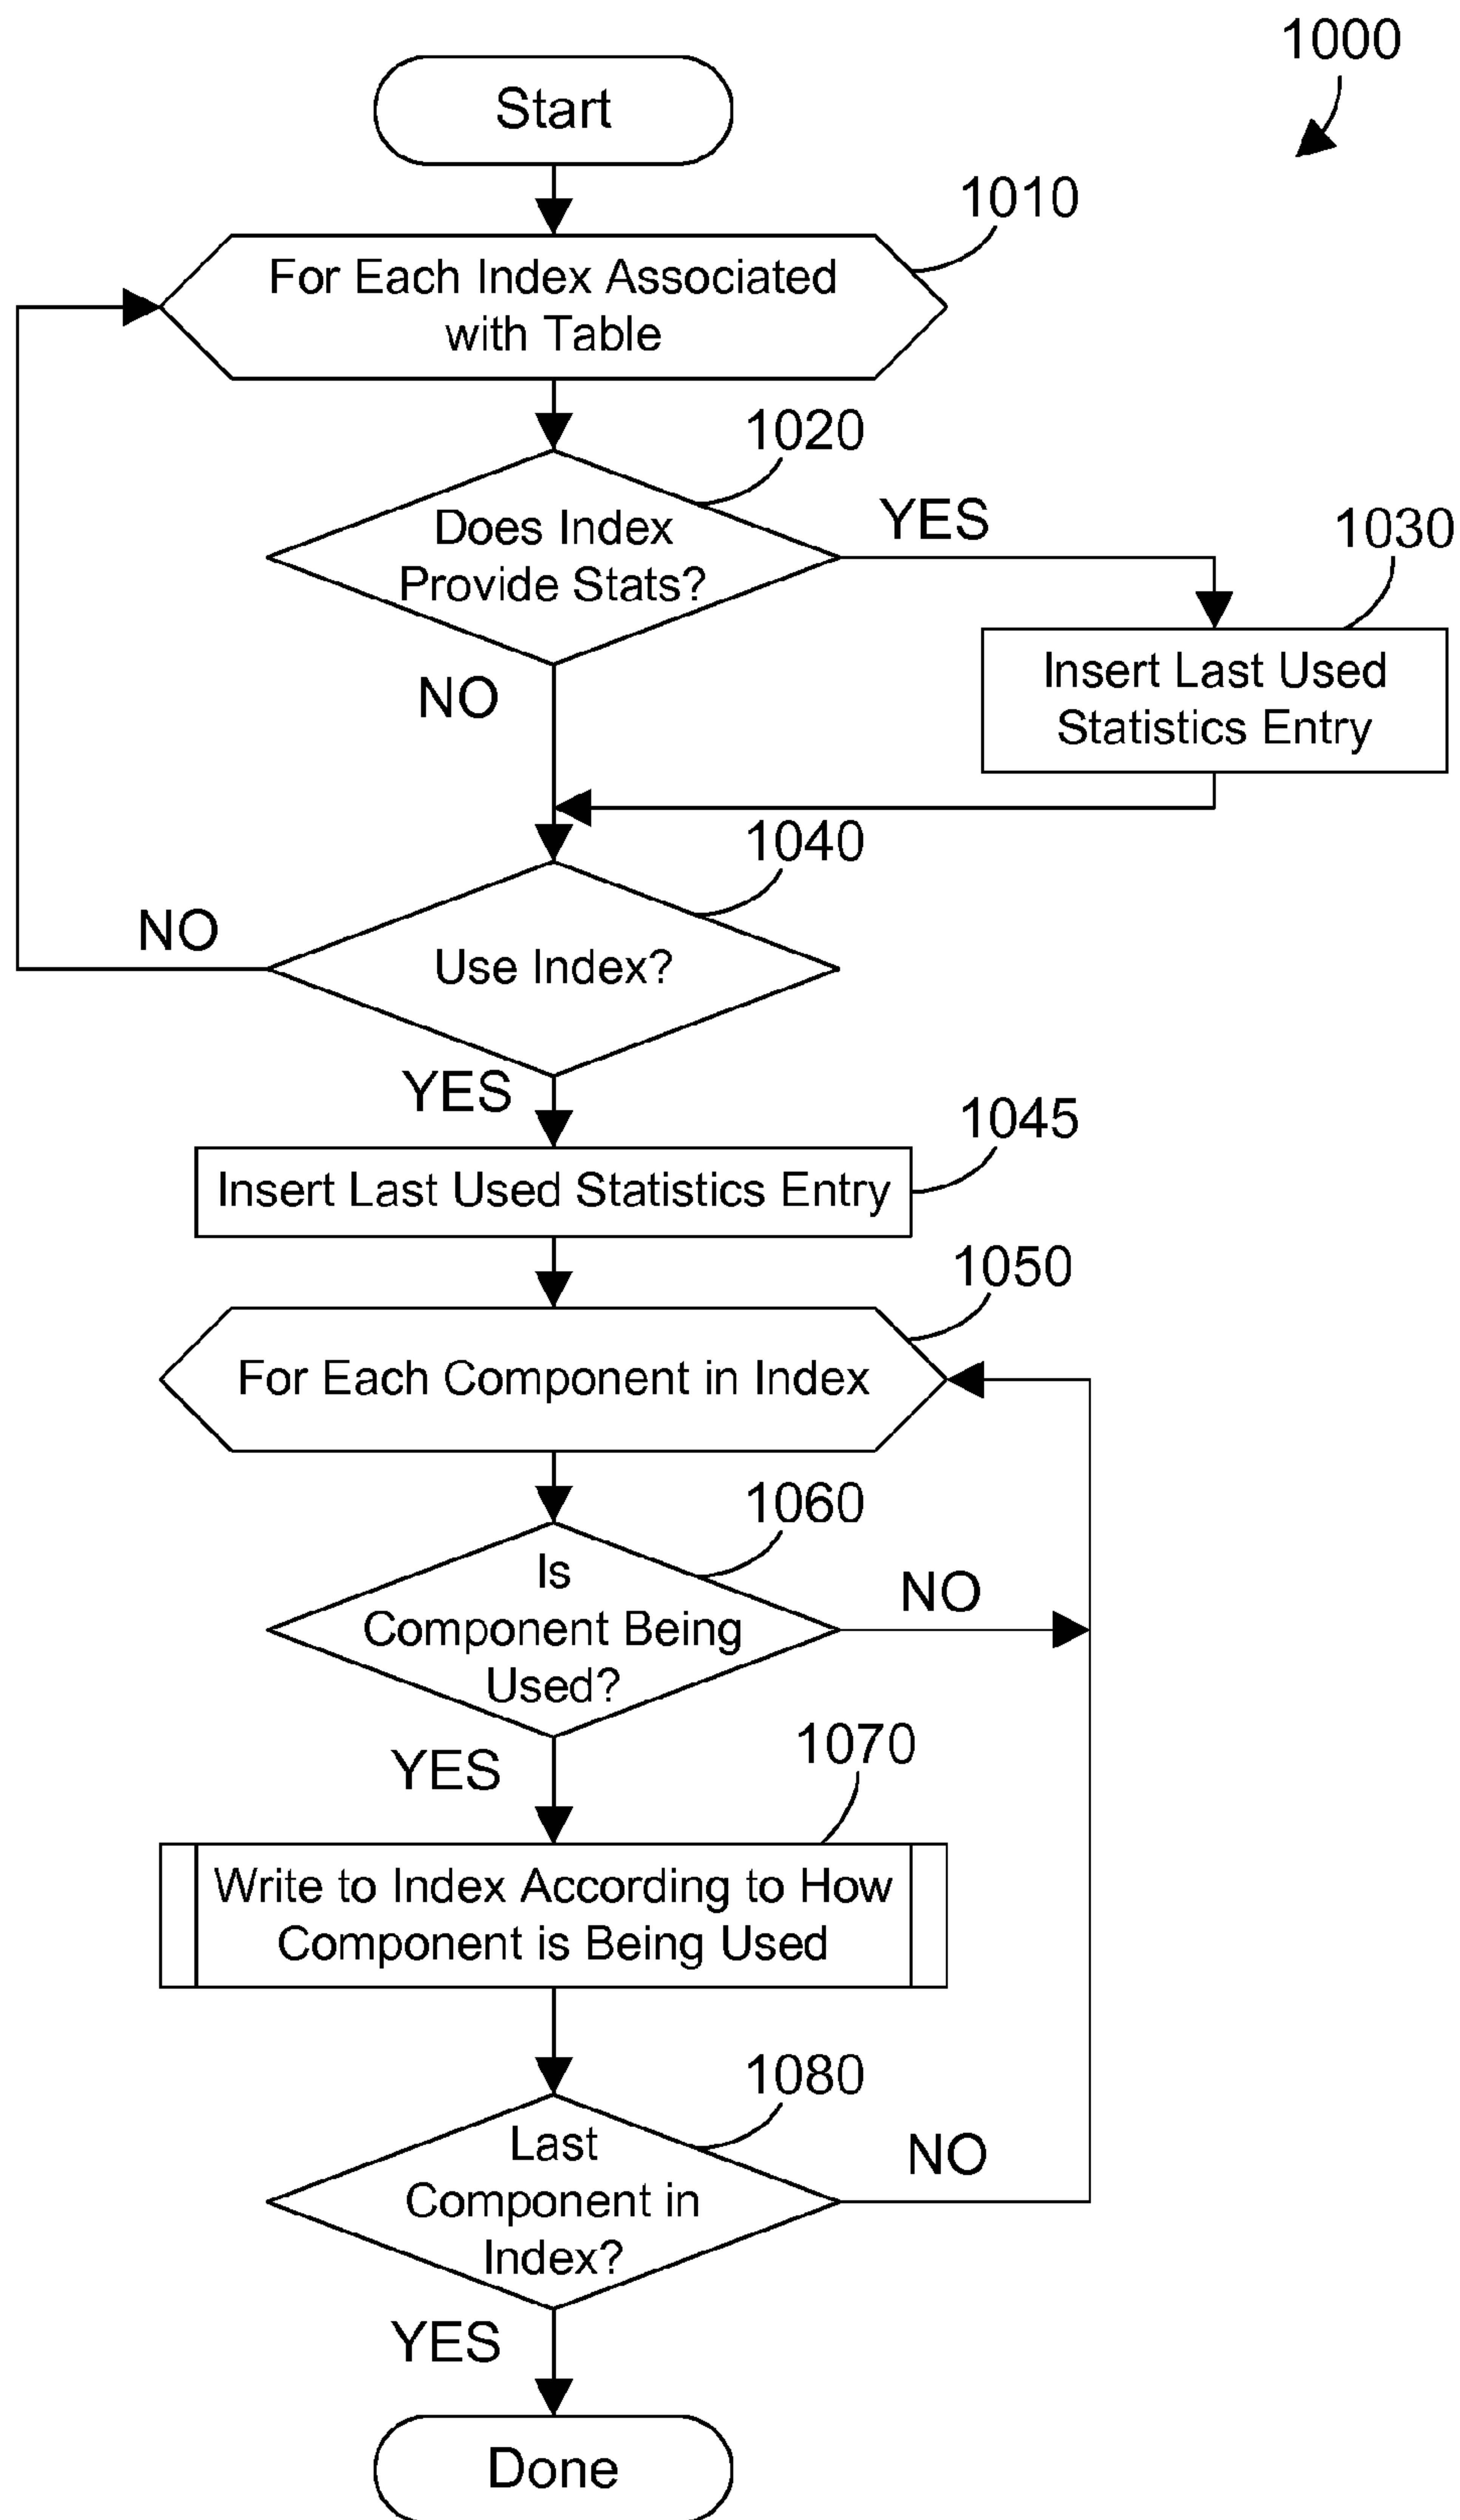 1000
Start
1010
For Each Index Associated
with Table
1020
Does Index
Provide Stats?
YES
NO
1030
Insert Last Used
Statistics Entry
1040
Use Index?
NO
YES
1045
Insert Last Used Statistics Entry
1050
For Each Component in Index
1060
Is
Component Being
Used?
NO
YES
1070
Write to Index According to How
Component is Being Used
1080
Last
Component in
Index?
NO
YES
Done